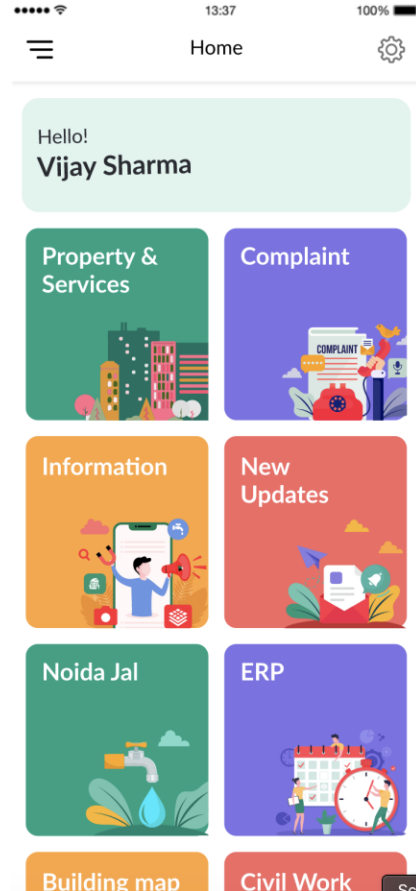 13:37
100%
Home
Hello!
Vijay Sharma
Property &
Services
Complaint
COMPLAINT
Information
New
Updates
Noida Jal
ERP
Building map
Civil Work